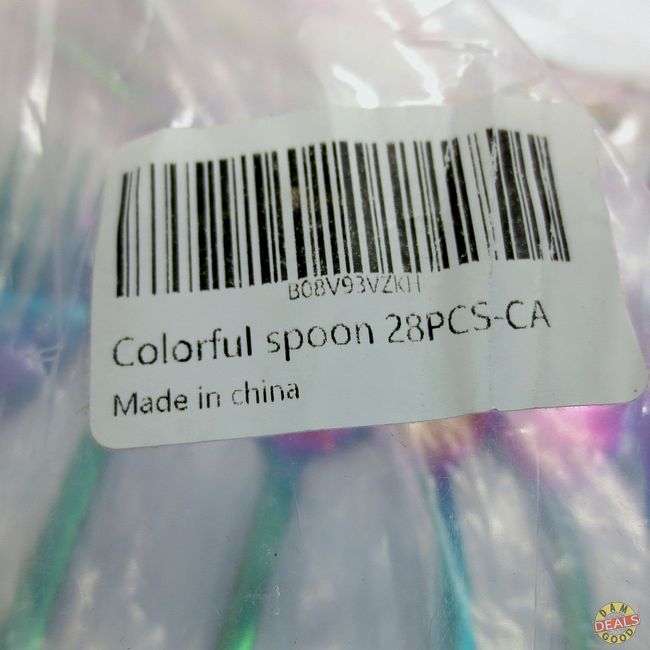 B08V93VZKH
Colorful spoon 28PCS-CA
Made in china
DAM
DEALS
GOOD